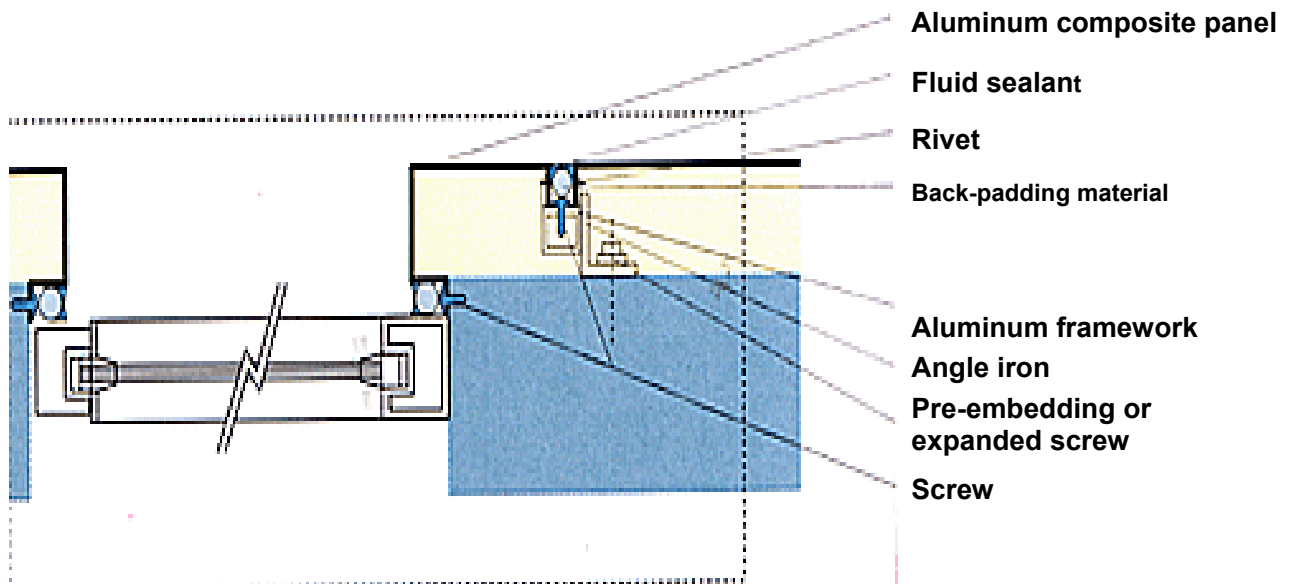 Aluminum composite panel
Fluid sealant
Rivet
Back-padding material
Aluminum framework
Angle iron
Pre-embedding or
expanded screw
Screw